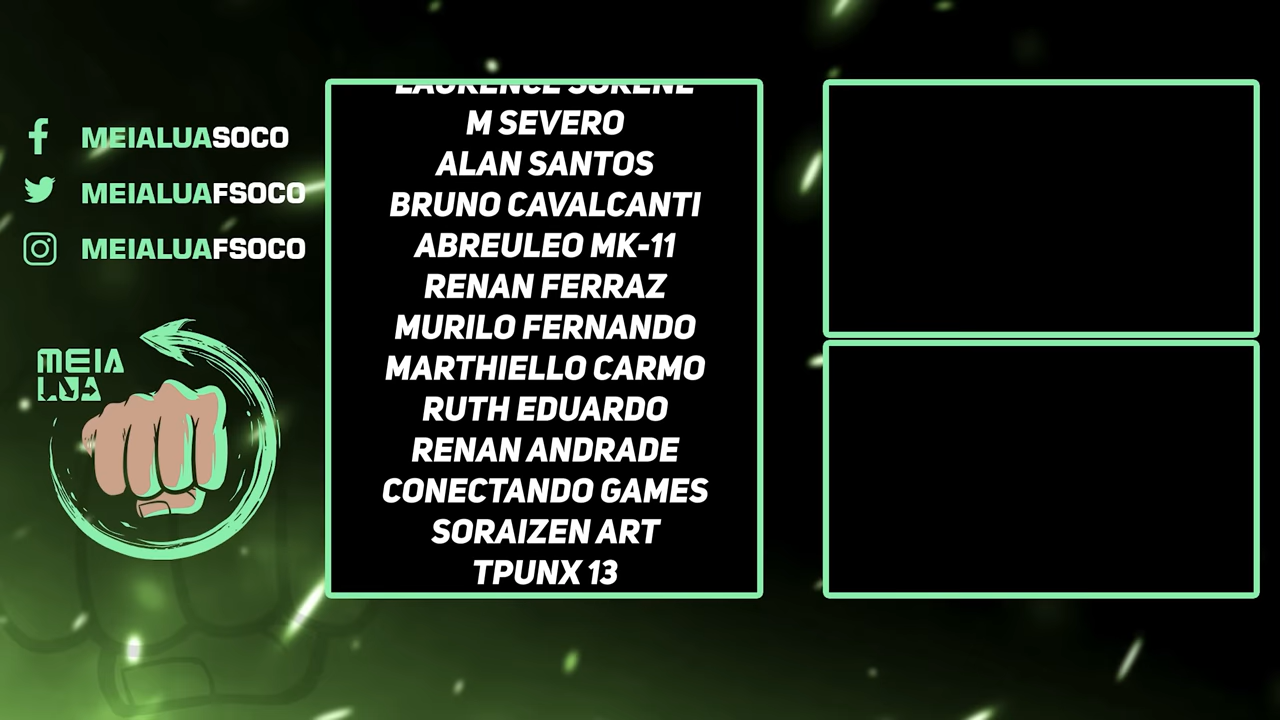 MEIALUASOCO
MEIALUAFSOCO
MEIALUAFSOCO
MEIA
LUA
M SEVERO
ALAN SANTOS
BRUNO CAVALCANTI
ABREULEO MK-11
RENAN FERRAZ
MURILO FERNANDO
MARTHIELLO CARMO
RUTH EDUARDO
RENAN ANDRADE
CONECTANDO GAMES
SORAIZEN ART
TPUNX 13